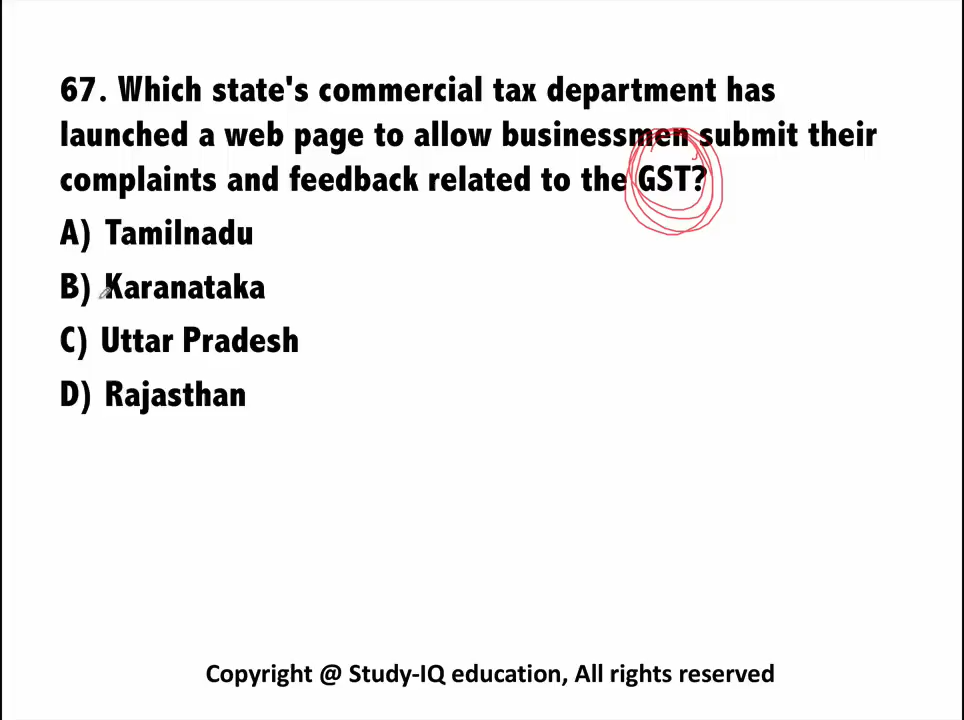 67. Which state's commercial tax department has
launched a web page to allow businessmen submit their
complaints and feedback related to the GST?
A) Tamilnadu
B) Karanataka
C) Uttar Pradesh
D) Rajasthan
Copyright @ Study-IQ education, All rights reserved